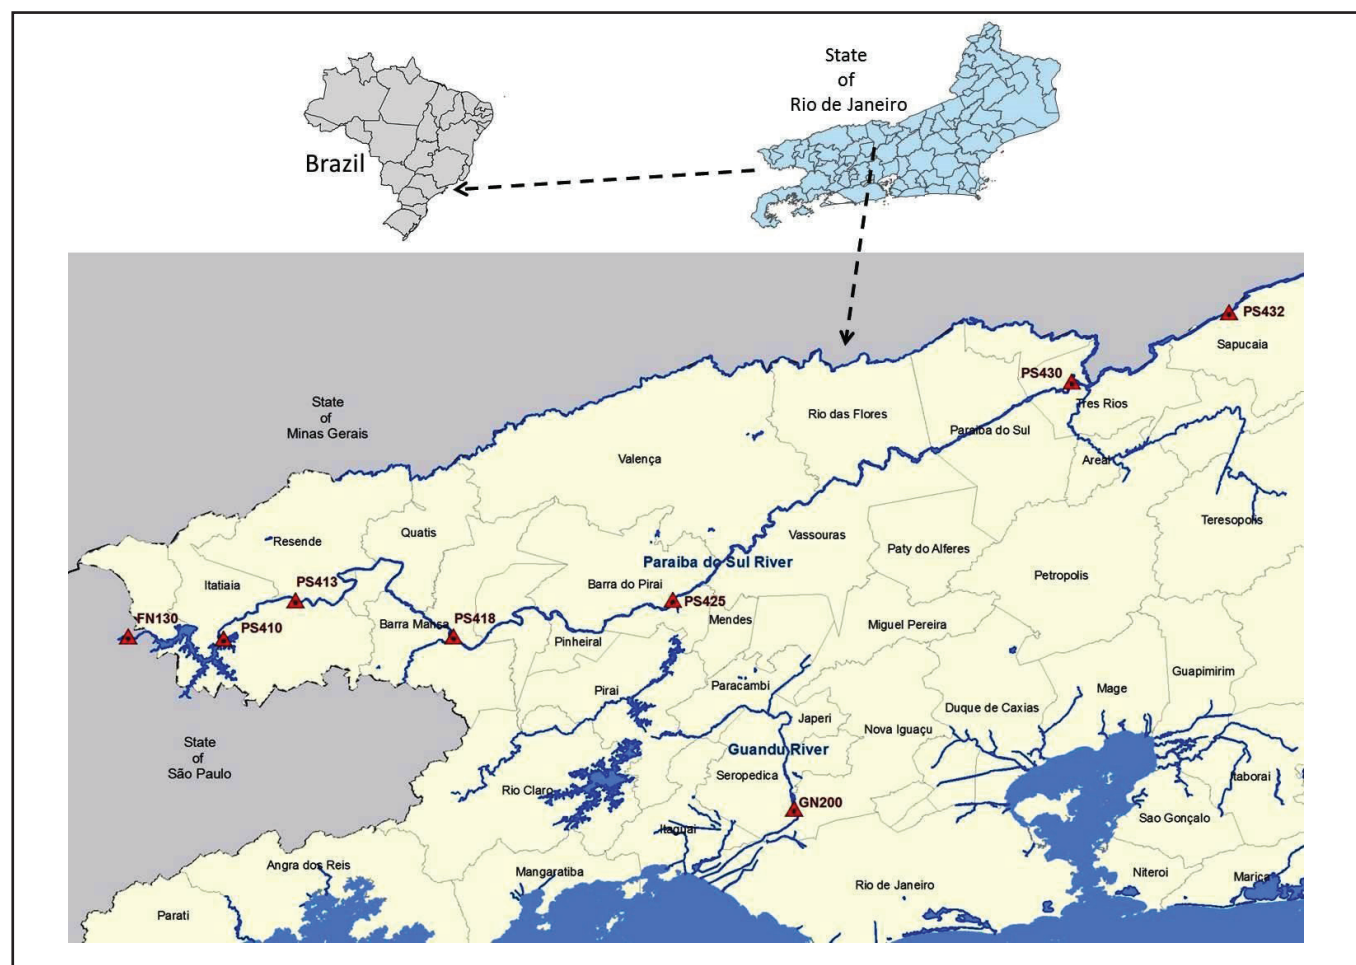 State
of
Rio de Janeiro
Brazil
PS432
Sapucaia
PS430
Tres Rios
State
of
Minas Gerais
Rio das Flores
Paraiba do Sul
Valença
Areal
Teresopolis
Quatis
Resende
Vassouras
Paty do Alferes
Paraiba do Sul River
Petropolis
Itatiaia
PS413
Barra do Pirai
PS425
FN130
PS410
Barra Mansa
PS418
Mendes
Miguel Pereira
Pinheiral
Guapimirim
Pirai
Paracambi
Mage
Duque de Caxias
Japeri
Nova Iguaçu
State
of
São Paulo
Guandu River
Seropedica
Itaborai
Rio Claro
GN200
Sao Gonçalo
Itaguai
Angra dos Reis
Mangaratiba
Niteroi
Marica
Rio de Janeiro
Parati